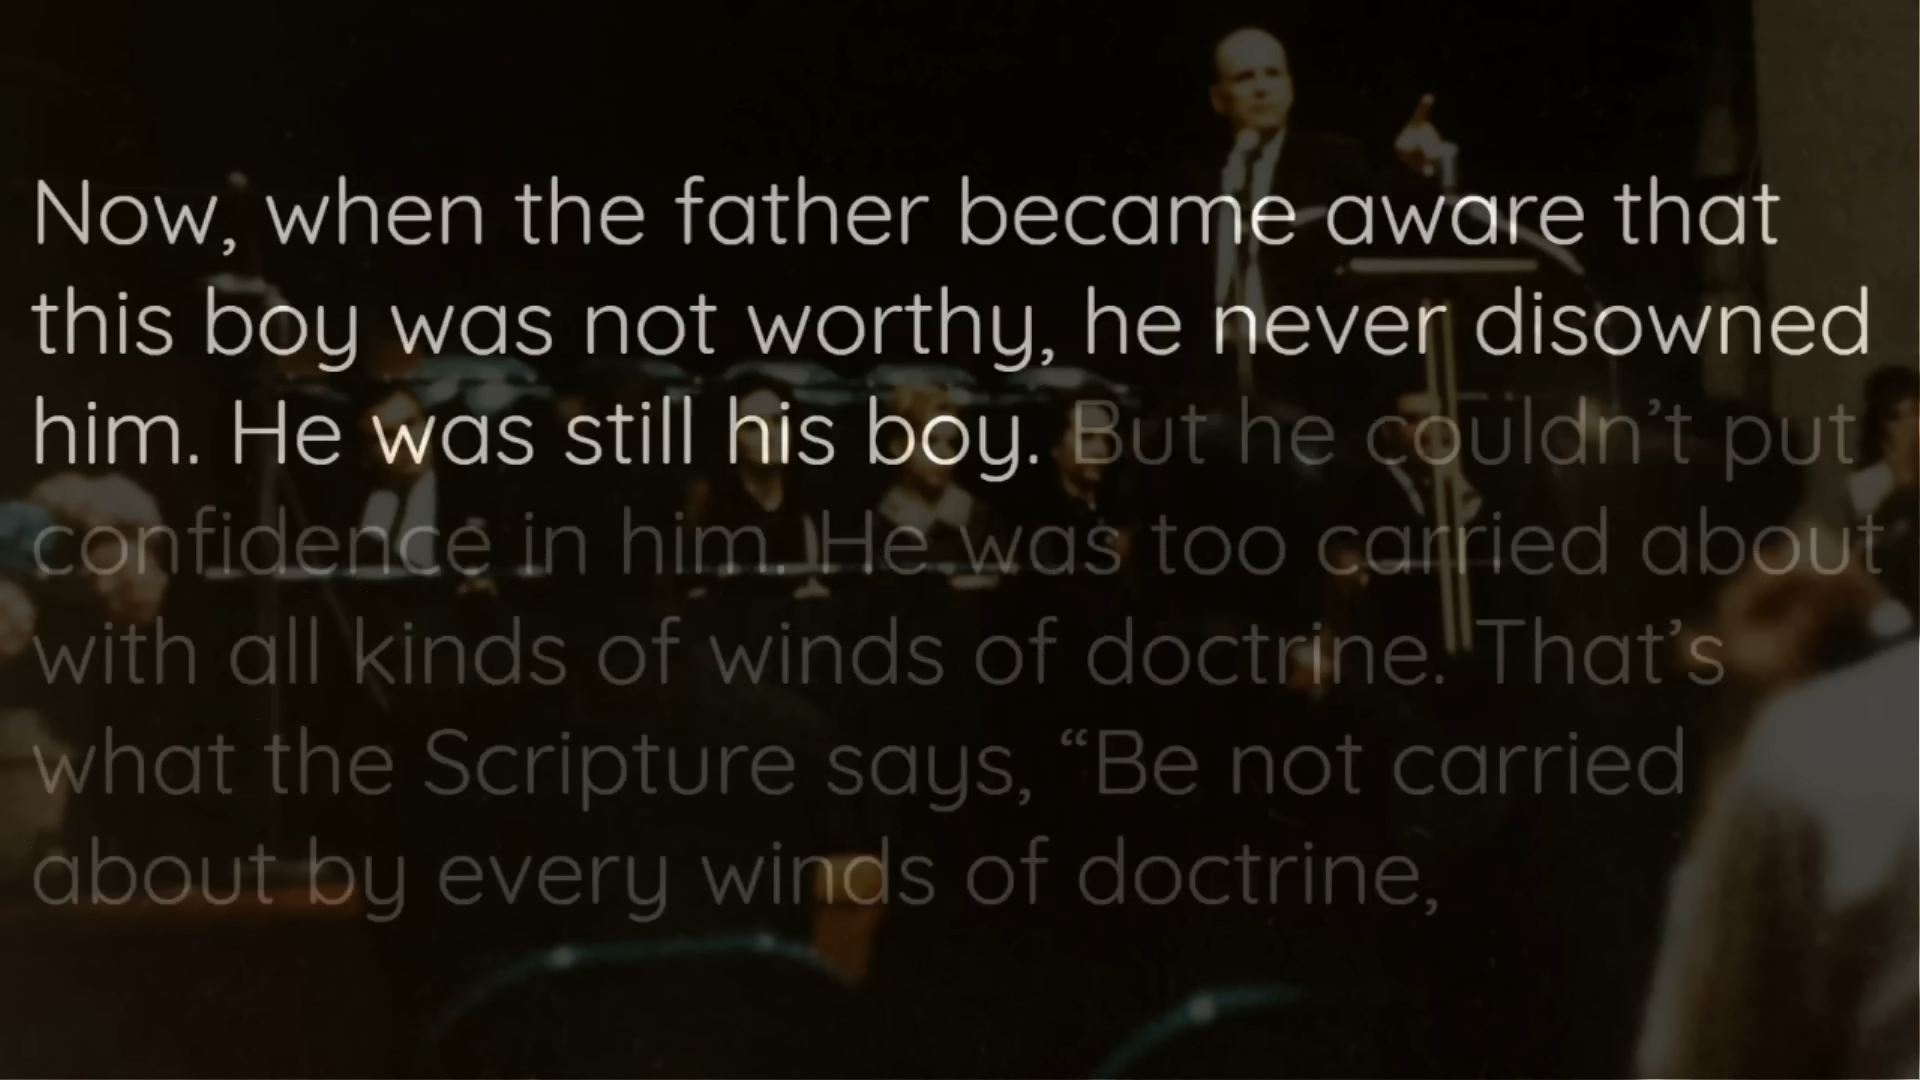 Now, when the father became aware that
this boy was not worthy, he never disowned
him. He was still his boy. But he couldn’t put
confidence in him. He was too carried about
with all kinds of winds of doctrine. That’s
what the Scripture says, “Be not carried
about by every winds of doctrine,